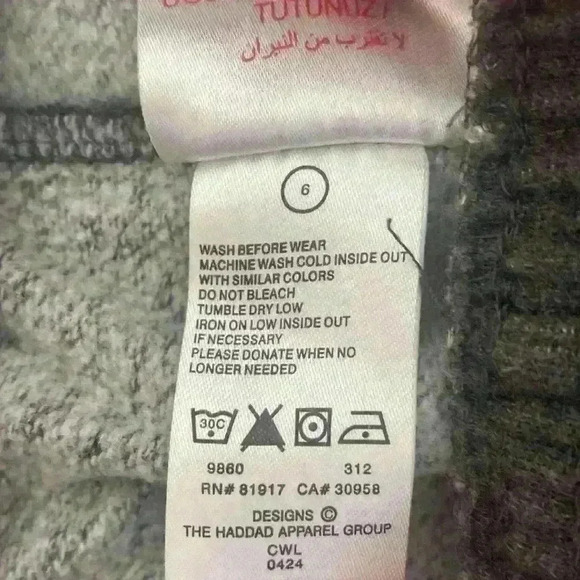 TUTUNUZ!
لا تقترب من النيران
6
WASH BEFORE WEAR
MACHINE WASH COLD INSIDE OUT
WITH SIMILAR COLORS
DO NOT BLEACH
TUMBLE DRY LOW
IRON ON LOW INSIDE OUT
IF NECESSARY
PLEASE DONATE WHEN NO
LONGER NEEDED
30C
9860 312
RN# 81917 CA# 30958
DESIGNS ©
THE HADDAD APPAREL GROUP
CWL
0424